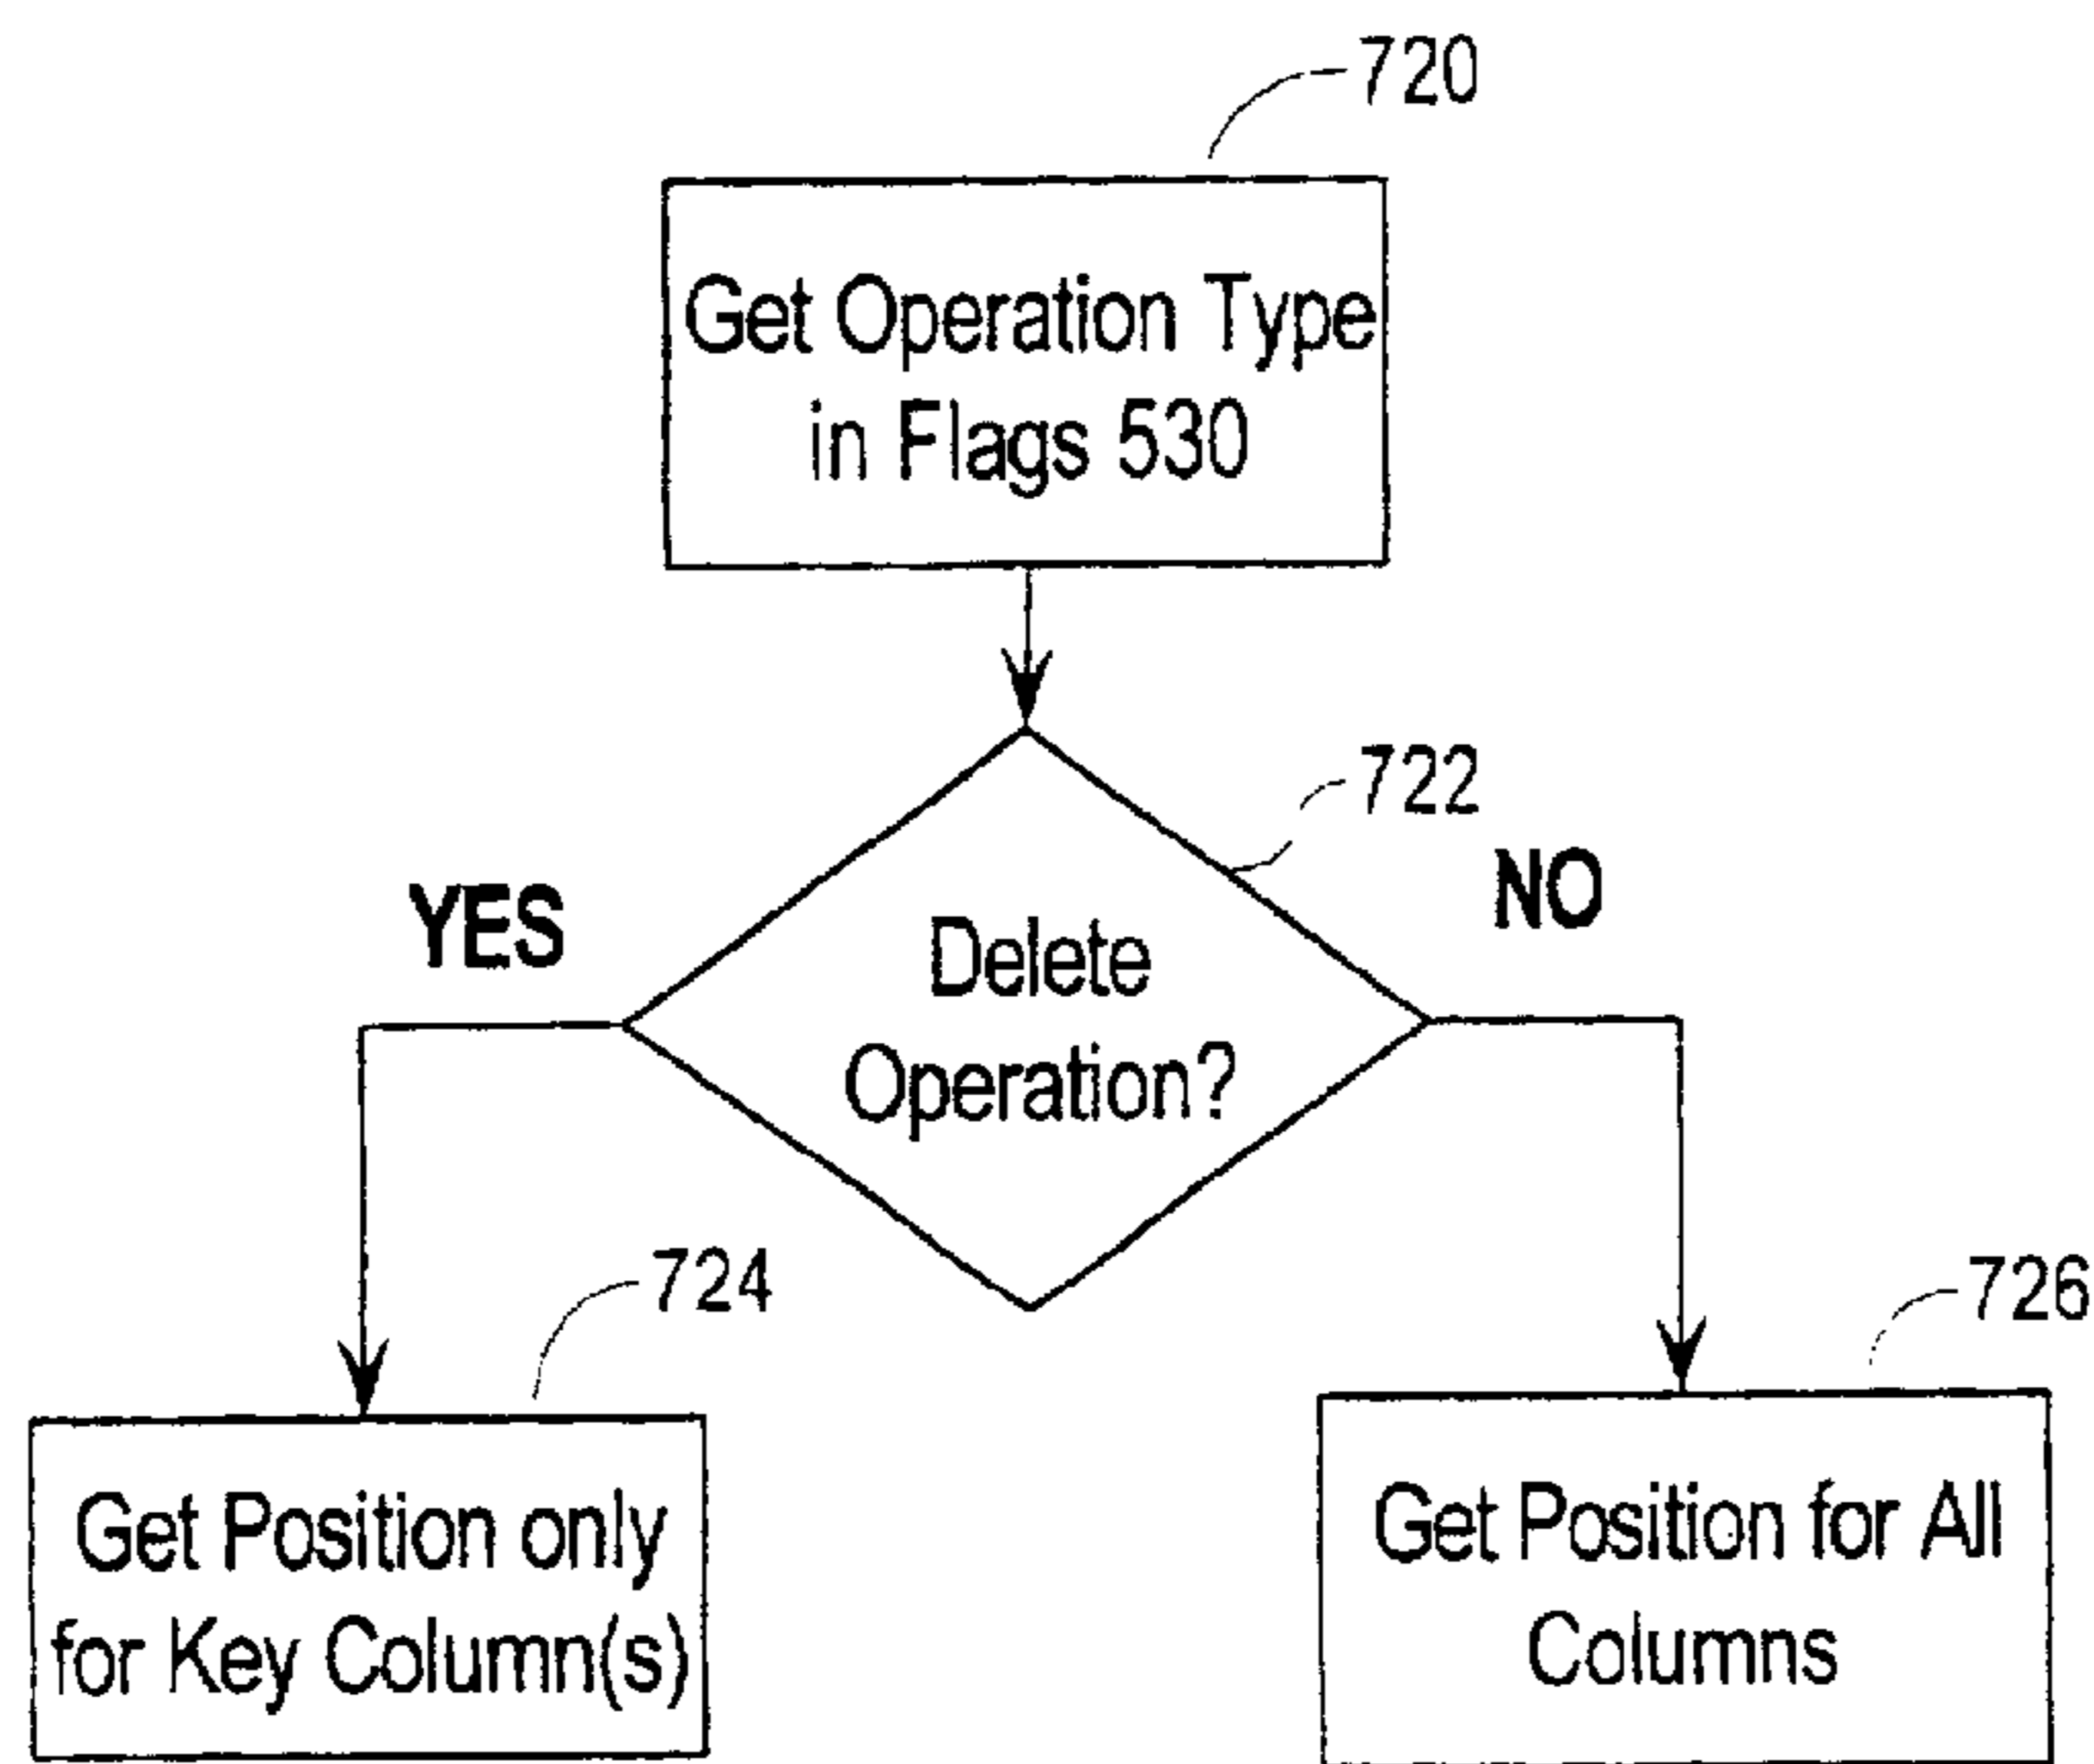 720
Get Operation Type
in Flags 530
722
YES
NO
Delete
Operation?
724
726
Get Position only
for Key Column(s)
Get Position for All
Columns